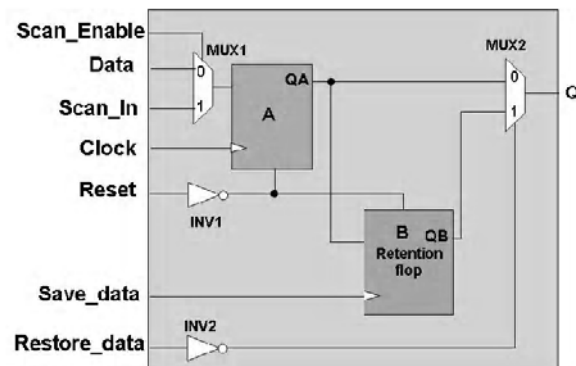 Scan_Enable
MUX1
MUX2
Data
0
QA
0
Q
Scan_In
1
A
1
Clock
Reset
INV1
B
QB
Retention
flop
Save_data
INV2
Restore_data